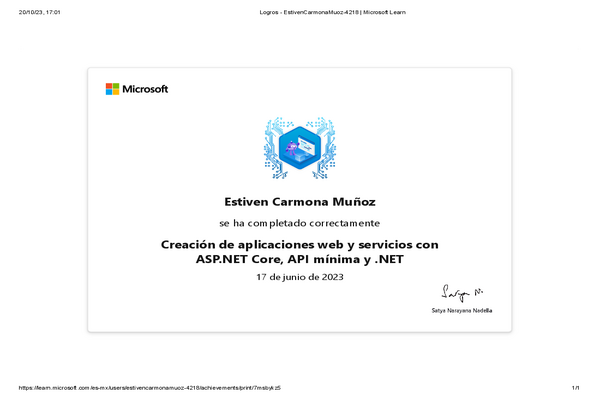 20/10/23, 17:01
Logros - EstivenCarmonaMuoz-4218 | Microsoft Learn
Microsoft
Estiven Carmona Muñoz
se ha completado correctamente
Creación de aplicaciones web y servicios con
ASP.NET Core, API mínima y .NET
17 de junio de 2023
Satya N.
Satya Narayana Nadella
https://learn.microsoft.com/es-mx/users/estivencarmonamuoz-4218/achievements/print/7msbykz5
1/1